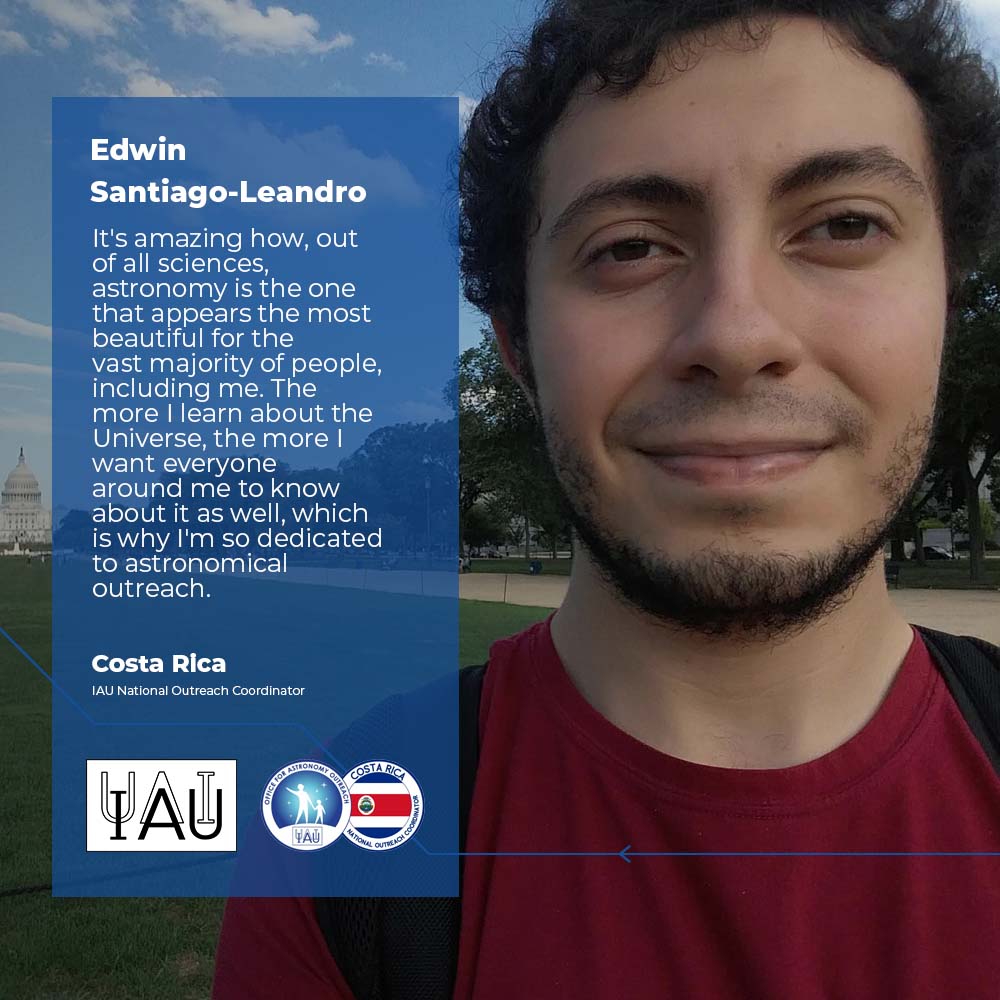 Edwin
Santiago-Leandro
It's amazing how, out
of all sciences,
astronomy is the one
that appears the most
beautiful for the
vast majority of people,
including me. The
more I learn about the
Universe, the more I
want everyone
around me to know
about it as well, which
is why I'm so dedicated
to astronomical
outreach.
Costa Rica
IAU National Outreach Coordinator
UAI
IAU
OFFICE FOR ASTRONOMY OUTREACH
UAI
IAU
COSTA RICA
NATIONAL OUTREACH COORDINATOR